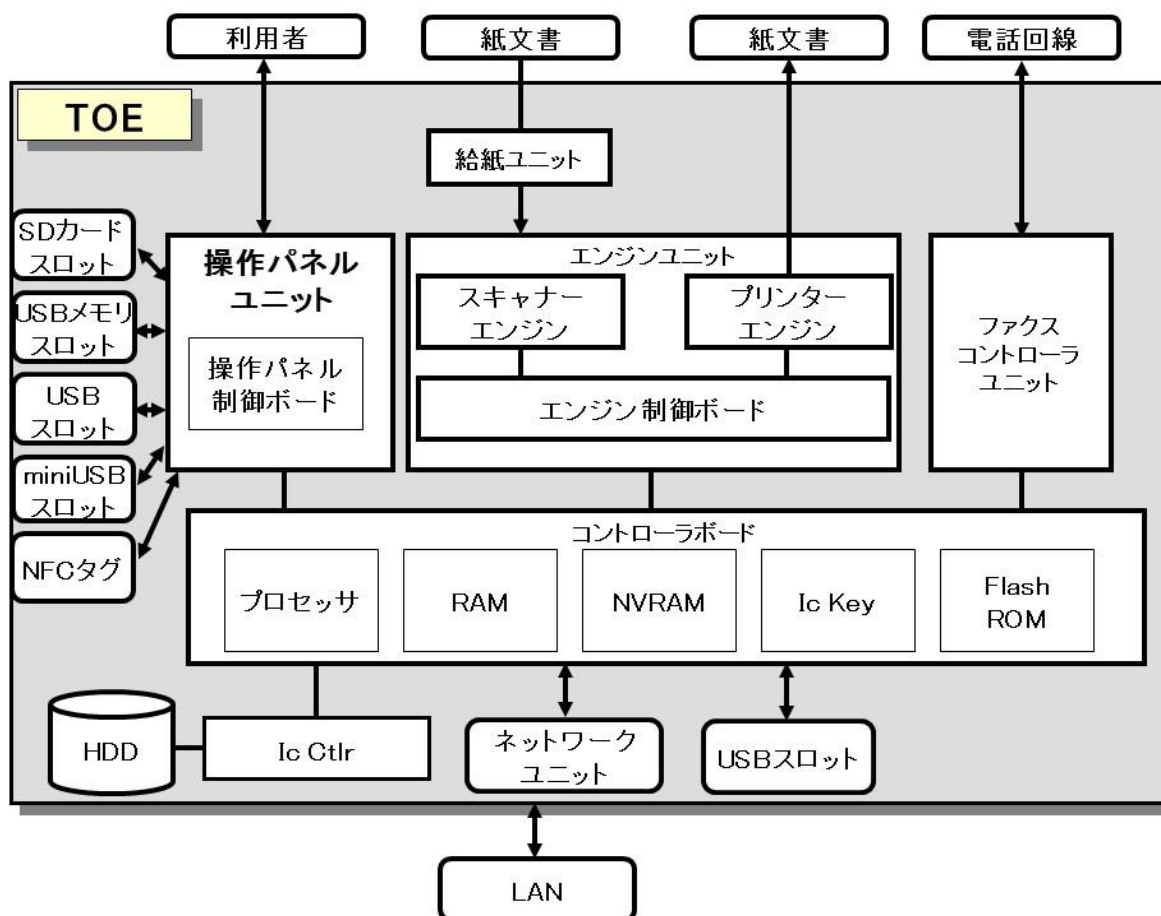 利用者
紙文書
紙文書
電話回線
TOE
給紙ユニット
SDカード
スロット
USBメモリ
スロット
USB
スロット
miniUSB
スロット
NFCタグ
操作パネル
ユニット
操作パネル
制御ボード
エンジンユニット
スキャナー
エンジン
プリンター
エンジン
エンジン制御ボード
ファクス
コントローラ
ユニット
コントローラボード
プロセッサ
RAM
NVRAM
Ic Key
Flash
ROM
HDD
Ic Ctlr
ネットワーク
ユニット
USBスロット
LAN